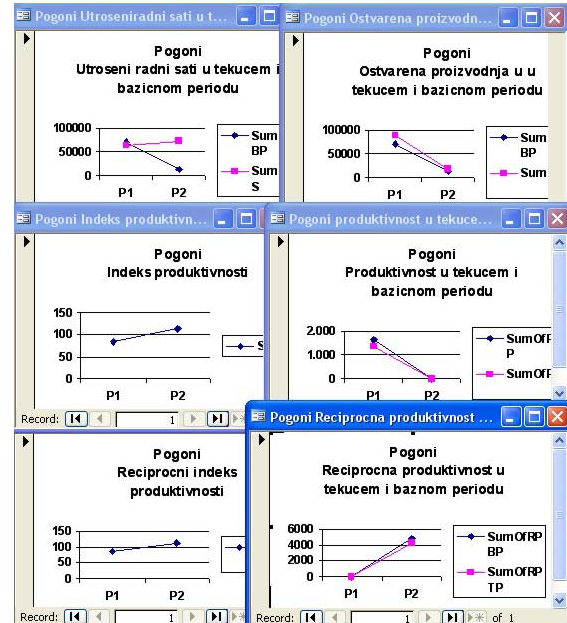 Pogoni Utroseniradni sati u t...
Pogoni
Utroseni radni sati u tekucem i
bazicnom periodu
100000
50000
0
P1 P2
Sum
BP
Sum
S
Pogoni Ostvarena proizvodn...
Pogoni
Ostvarena proizvodnja u u
tekucem i bazicnom periodu
100000
50000
0
P1 P2
Sum
BP
Sum
Pogoni Indeks produktivn...
Pogoni
Indeks produktivnosti
150
100
50
0
P1 P2
S
Record: 1
Pogoni produktivnost u tekuce...
Pogoni
Produktivnost u tekucem i
bazicnom periodu
2.000
1.000
0
P1 P2
SumOfF
P
SumOfF
Pogoni
Reciprocni indeks
produktivnosti
150
100
50
0
P1 P2
Record: 1
Pogoni Reciprocna produktivnost ...
Pogoni
Reciprocna produktivnost u
tekucem i baznom periodu
6000
4000
2000
0
P1 P2
SumOfRP
BP
SumOfRP
TP
Record: 1 of 1